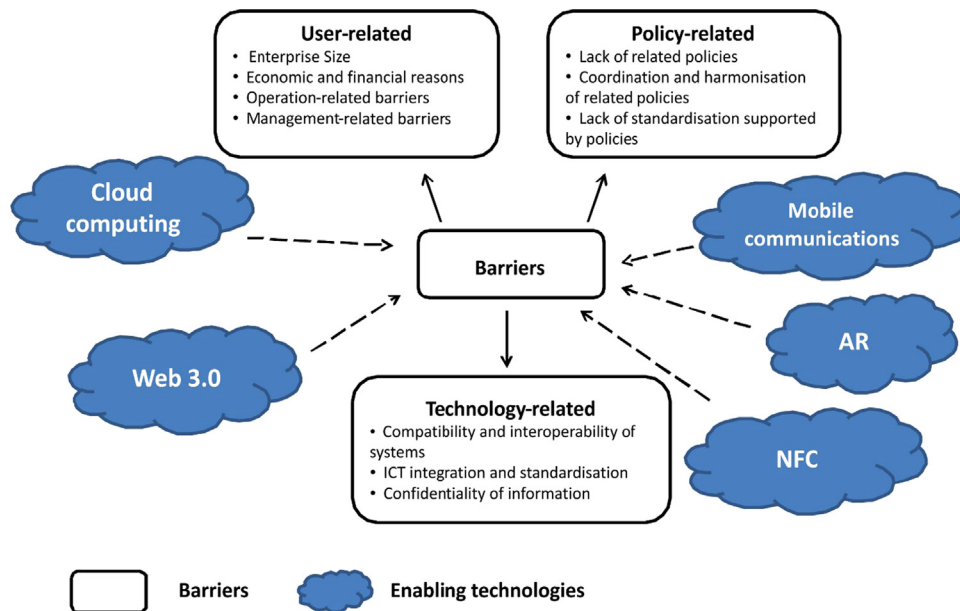 User-related
• Enterprise Size
• Economic and financial reasons
• Operation-related barriers
• Management-related barriers
Policy-related
• Lack of related policies
• Coordination and harmonisation
of related policies
• Lack of standardisation supported
by policies
Cloud
computing
Mobile
communications
Barriers
AR
Web 3.0
Technology-related
• Compatibility and interoperability of
systems
• ICT integration and standardisation
• Confidentiality of information
NFC
Barriers
Enabling technologies